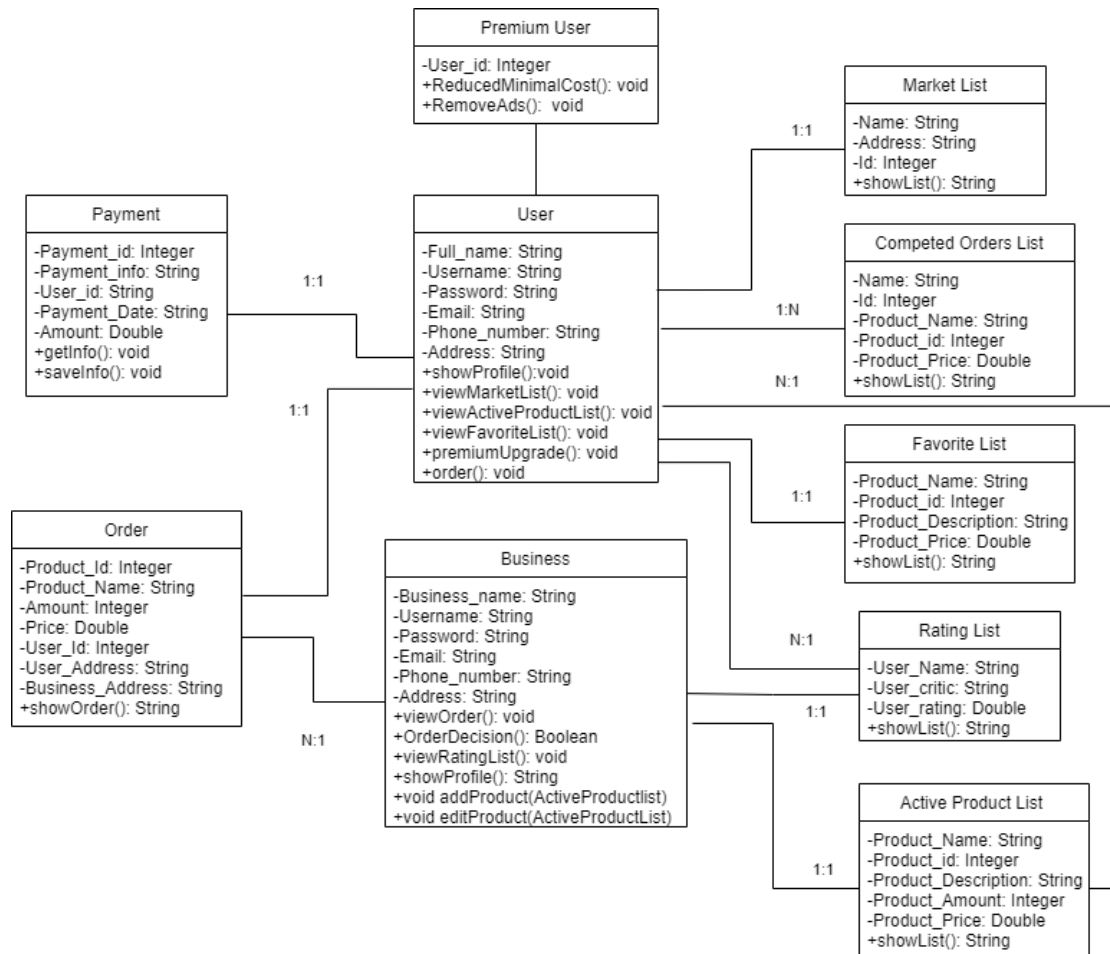 Premium User
-User_id: Integer
+ReducedMinimalCost(): void
+RemoveAds():  void
Market List
-Name: String
-Address: String
-Id: Integer
+showList(): String
1:1
Payment
-Payment_id: Integer
-Payment_info: String
-User_id: String
-Payment_Date: String
-Amount: Double
+getInfo(): void
+saveInfo(): void
1:1
User
-Full_name: String
-Username: String
-Password: String
-Email: String
-Phone_number: String
-Address: String
+showProfile():void
+viewMarketList(): void
+viewActiveProductList(): void
+viewFavoriteList(): void
+premiumUpgrade(): void
+order(): void
Competed Orders List
-Name: String
-Id: Integer
-Product_Name: String
-Product_id: Integer
-Product_Price: Double
+showList(): String
1:N
N:1
1:1
Favorite List
-Product_Name: String
-Product_id: Integer
-Product_Description: String
-Product_Price: Double
+showList(): String
1:1
Order
-Product_Id: Integer
-Product_Name: String
-Amount: Integer
-Price: Double
-User_Id: Integer
-User_Address: String
-Business_Address: String
+showOrder(): String
N:1
Business
-Business_name: String
-Username: String
-Password: String
-Email: String
-Phone_number: String
-Address: String
+viewOrder(): void
+OrderDecision(): Boolean
+viewRatingList(): void
+showProfile(): String
+void addProduct(ActiveProductlist)
+void editProduct(ActiveProductList)
Rating List
-User_Name: String
-User_critic: String
-User_rating: Double
+showList(): String
N:1
1:1
Active Product List
-Product_Name: String
-Product_id: Integer
-Product_Description: String
-Product_Amount: Integer
-Product_Price: Double
+showList(): String
1:1